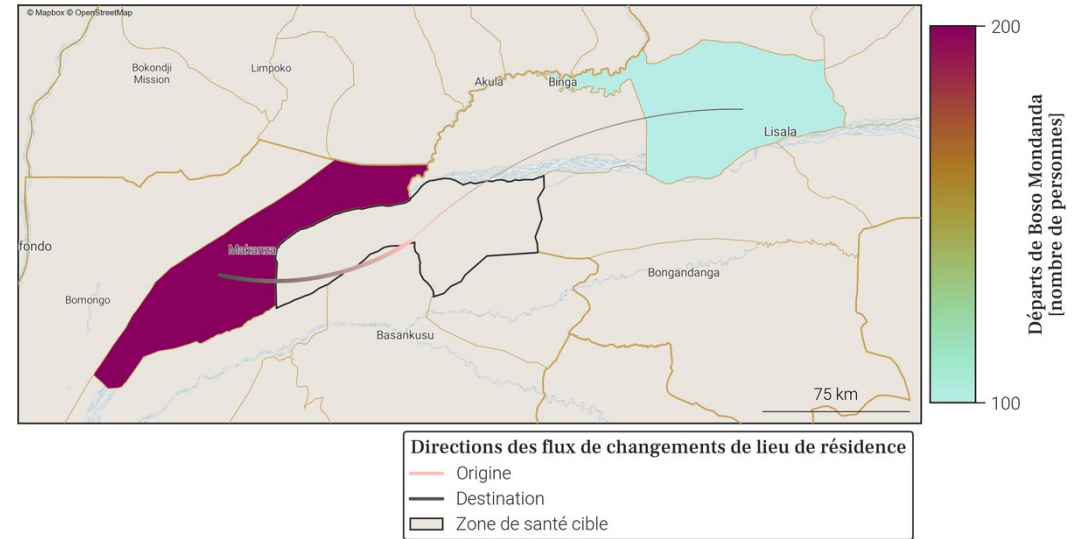 © Mapbox © OpenStreetMap
Bokondji
Mission
Limpoko
Akula
Binga
Lisala
fondo
Makanza
Bomongo
Bongandanga
Basankusu
75 km
200
100
Départs de Boso Mondanda
[nombre de personnes]
Directions des flux de changements de lieu de résidence
Origine
Destination
Zone de santé cible